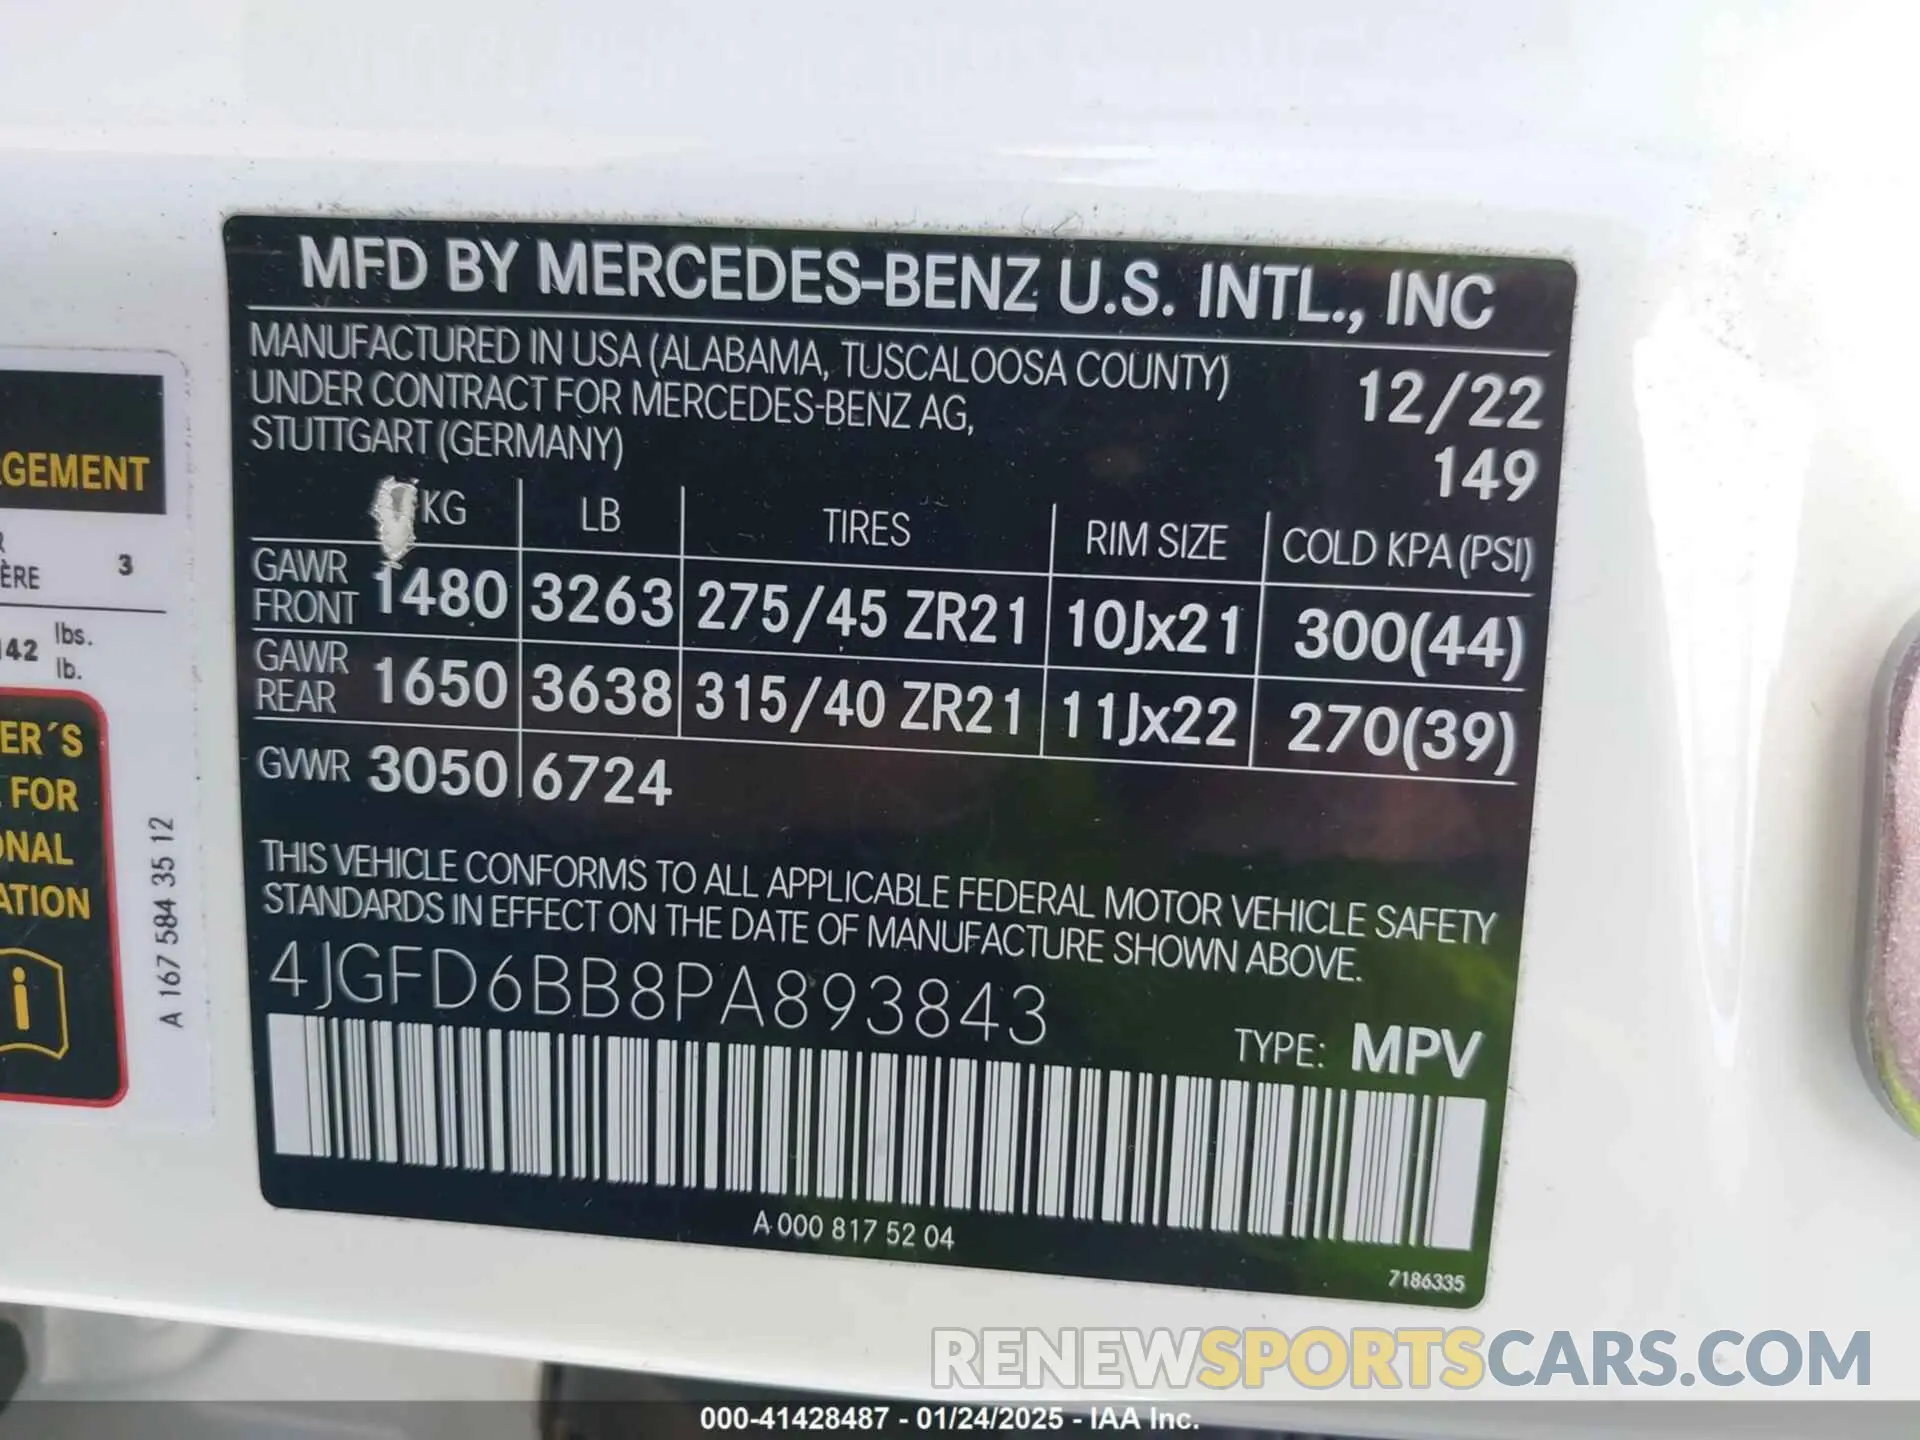 MFD BY MERCEDES-BENZ U.S. INTL., INC
MANUFACTURED IN USA (ALABAMA, TUSCALOOSA COUNTY)
UNDER CONTRACT FOR MERCEDES-BENZ AG,
STUTTGART (GERMANY)
12/22
149
KG LB TIRES RIM SIZE COLD KPA (PSI)
GAWR FRONT 1480 3263 275/45 ZR21 10Jx21 300(44)
GAWR REAR 1650 3638 315/40 ZR21 11Jx22 270(39)
GVWR 3050 6724
THIS VEHICLE CONFORMS TO ALL APPLICABLE FEDERAL MOTOR VEHICLE SAFETY
STANDARDS IN EFFECT ON THE DATE OF MANUFACTURE SHOWN ABOVE.
4JGFD6BB8PA893843
TYPE: MPV
A 000 817 52 04
7186335
GEMENT
ÈRE 3
142 lbs.
lb.
ER´S
FOR
ONAL
ATION
i
A 167 584 35 12
RENEWSPORTSCARS.COM
000-41428487 - 01/24/2025 - IAA Inc.